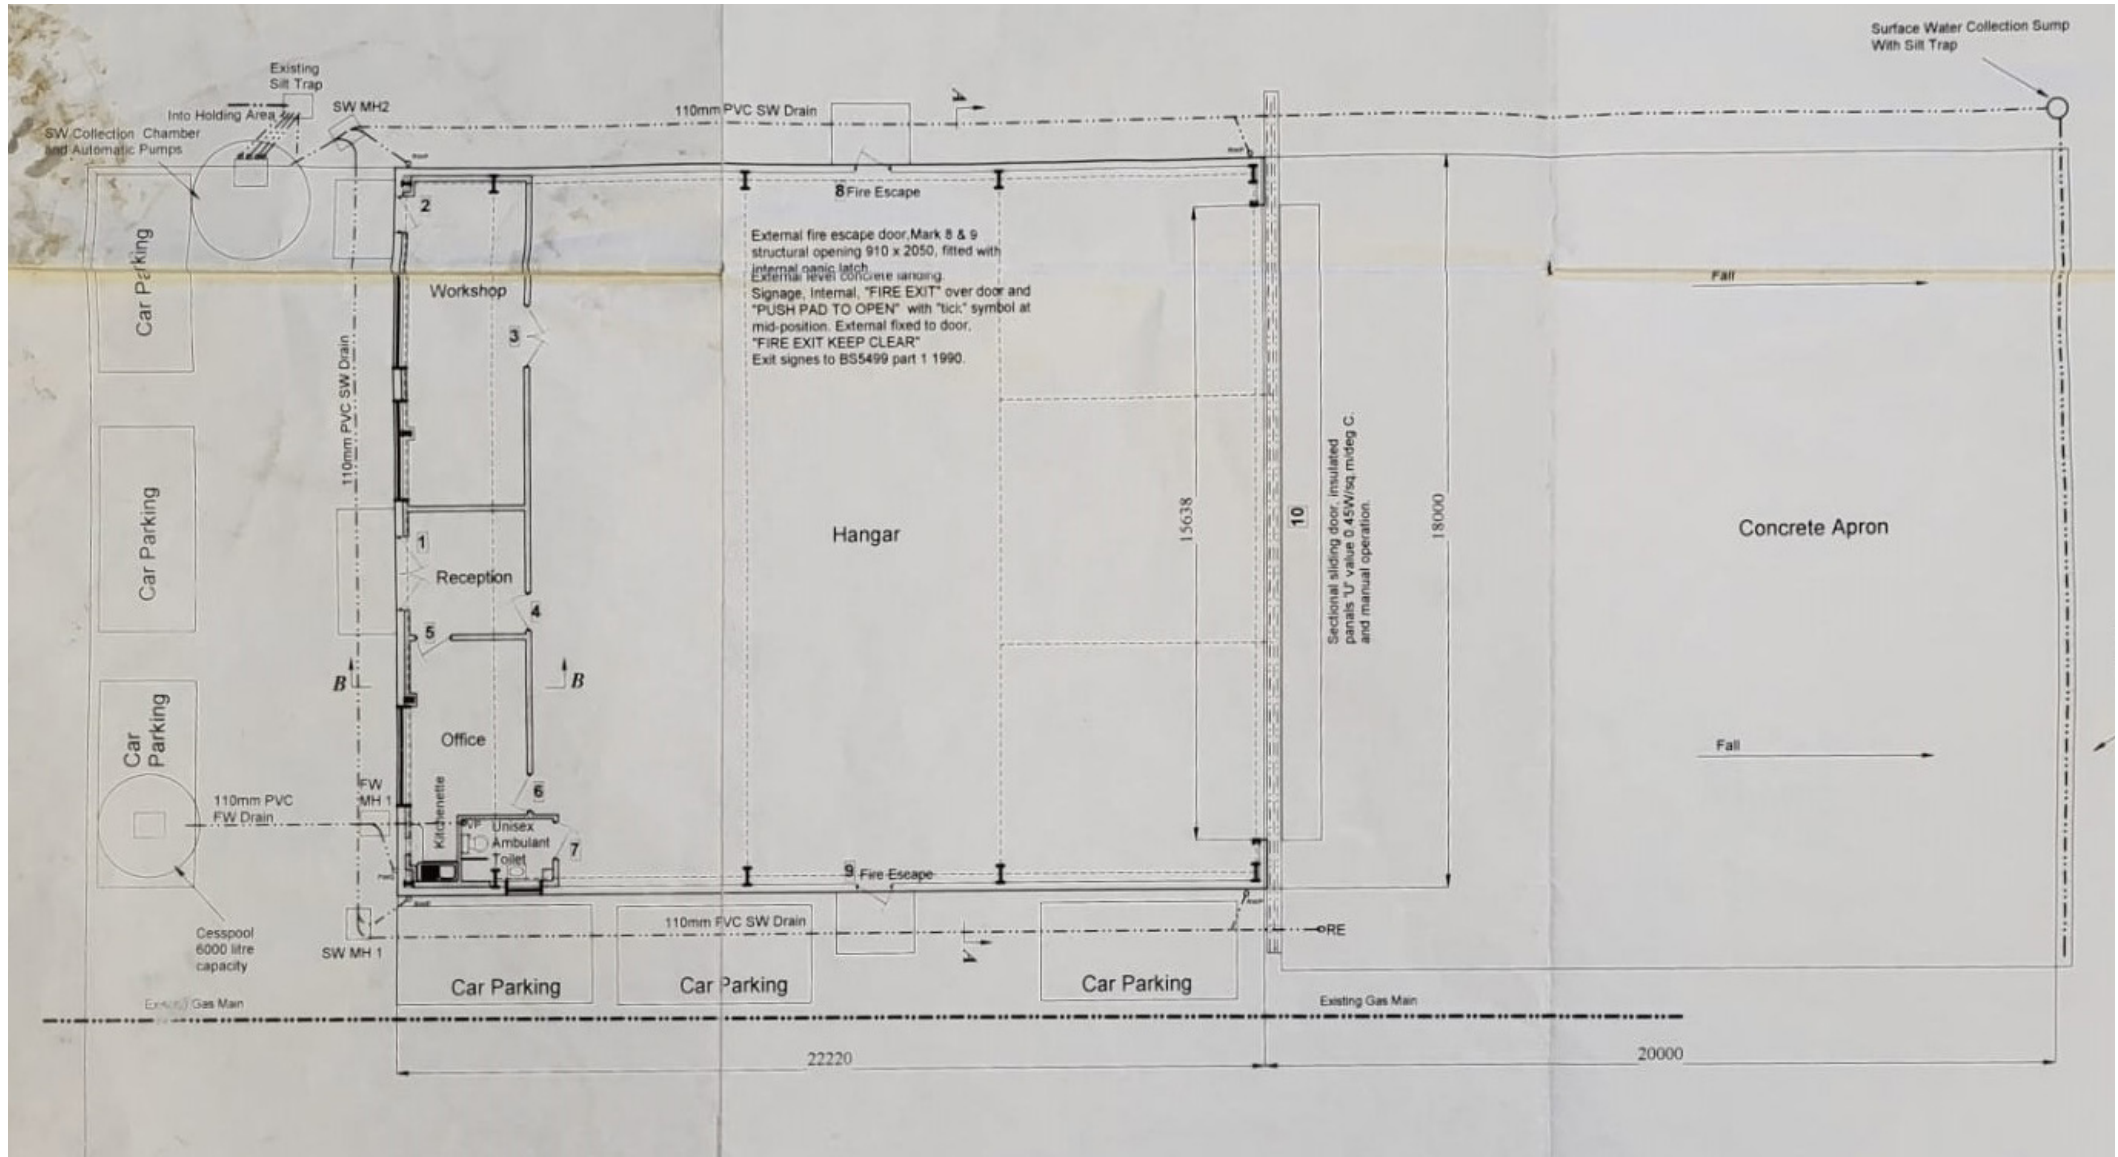 Surface Water Collection Sump
With Silt Trap
Existing
Silt Trap
SW MH2
Into Holding Area
SW Collection Chamber
and Automatic Pumps
110mm PVC SW Drain
A
RWP
RWP
8 Fire Escape
2
External fire escape door,Mark 8 & 9
structural opening 910 x 2050, fitted with
internal panic latch
External level concrete landing.
Signage, Internal, "FIRE EXIT" over door and
"PUSH PAD TO OPEN" with "tick" symbol at
mid-position. External fixed to door,
"FIRE EXIT KEEP CLEAR"
Exit signes to BS5499 part 1 1990.
Car Parking
Workshop
3
Fall
110mm PVC SW Drain
Car Parking
1
Reception
4
5
Hangar
15638
10
Sectional sliding door, insulated
panals 'U' value 0.45W/sq.m/deg C.
and manual operation.
18000
Concrete Apron
B
B
Office
Fall
Car
Parking
Kitchenette
6
FW
MH 1
110mm PVC
FW Drain
Unisex
Ambulant
Toilet
7
9 Fire Escape
RWP
Cesspool
6000 litre
capacity
SW MH 1
110mm PVC SW Drain
A
RE
Car Parking
Car Parking
Car Parking
Existing Gas Main
Existing Gas Main
22220
20000